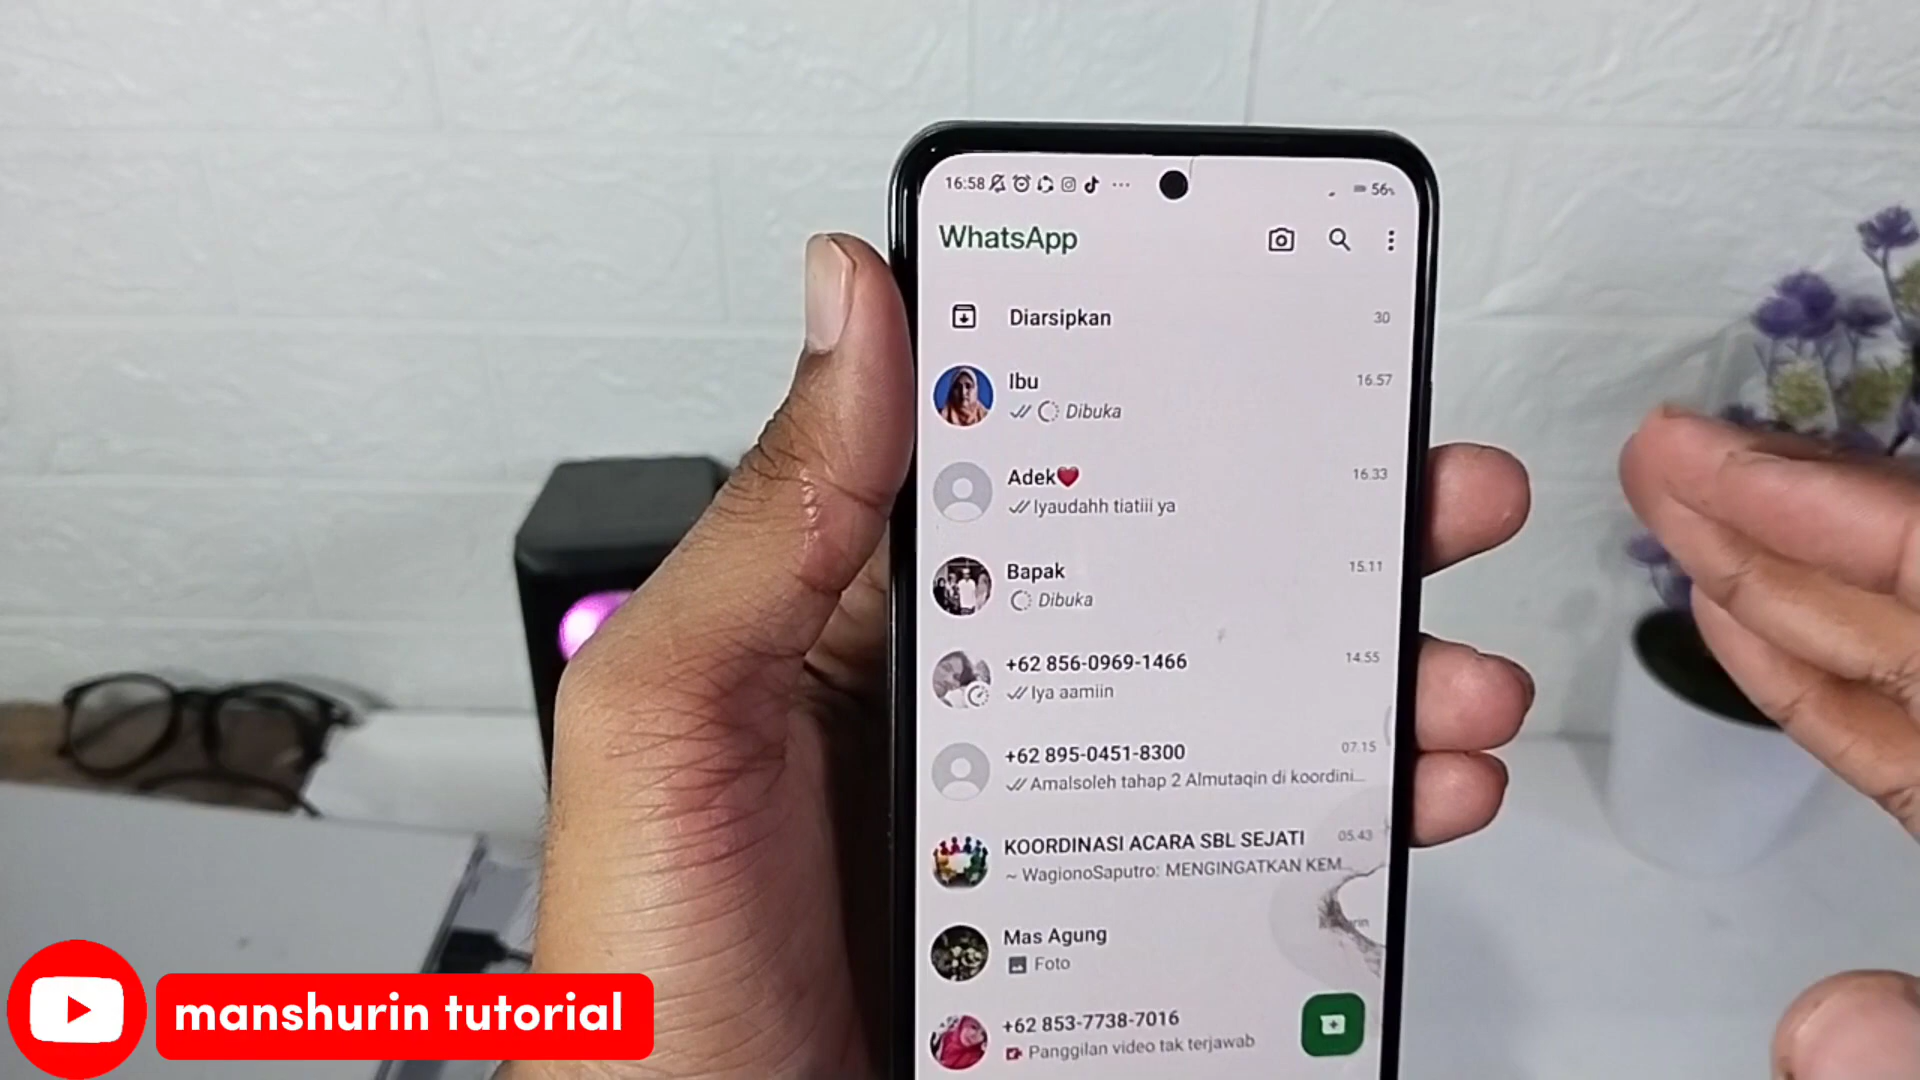 16:58 ... 56%
WhatsApp
Diarsipkan 30
Ibu 16.57
Dibuka
Adek❤ 16.33
Iyaudahh tiatiii ya
Bapak 15.11
Dibuka
+62 856-0969-1466 14.55
Iya aamiin
+62 895-0451-8300 07.15
Amalsoleh tahap 2 Almutaqin di koordini...
KOORDINASI ACARA SBL SEJATI 05.43
~ WagionoSaputro: MENGINGATKAN KEM...
Mas Agung
Foto
+62 853-7738-7016
Panggilan video tak terjawab
manshurin tutorial